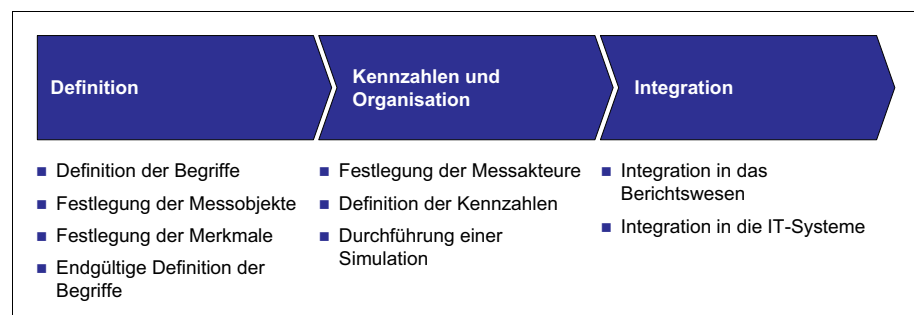 Definition
Kennzahlen und
Organisation
Integration
Definition der Begriffe
Festlegung der Messobjekte
Festlegung der Merkmale
Endgültige Definition der
Begriffe
Festlegung der Messakteure
Definition der Kennzahlen
Durchführung einer
Simulation
Integration in das
Berichtswesen
Integration in die IT-Systeme